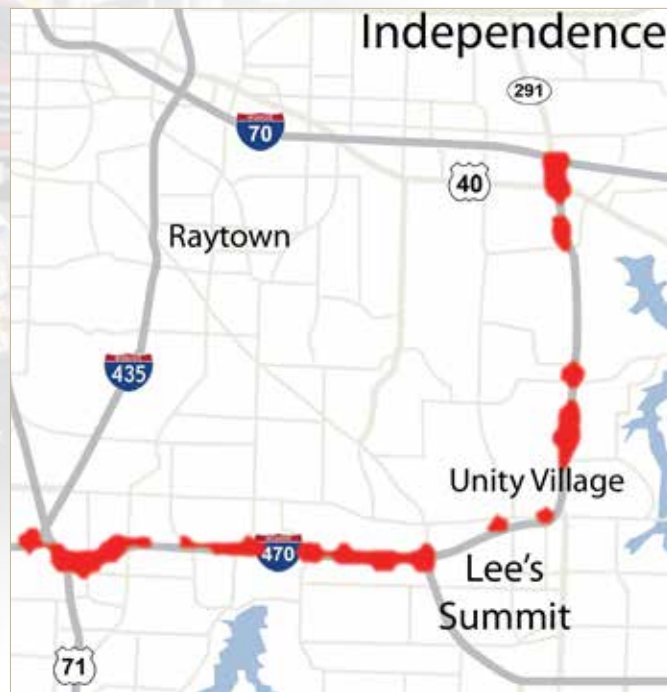 Independence
291
70
40
Raytown
435
Unity Village
470
Lee's
Summit
71